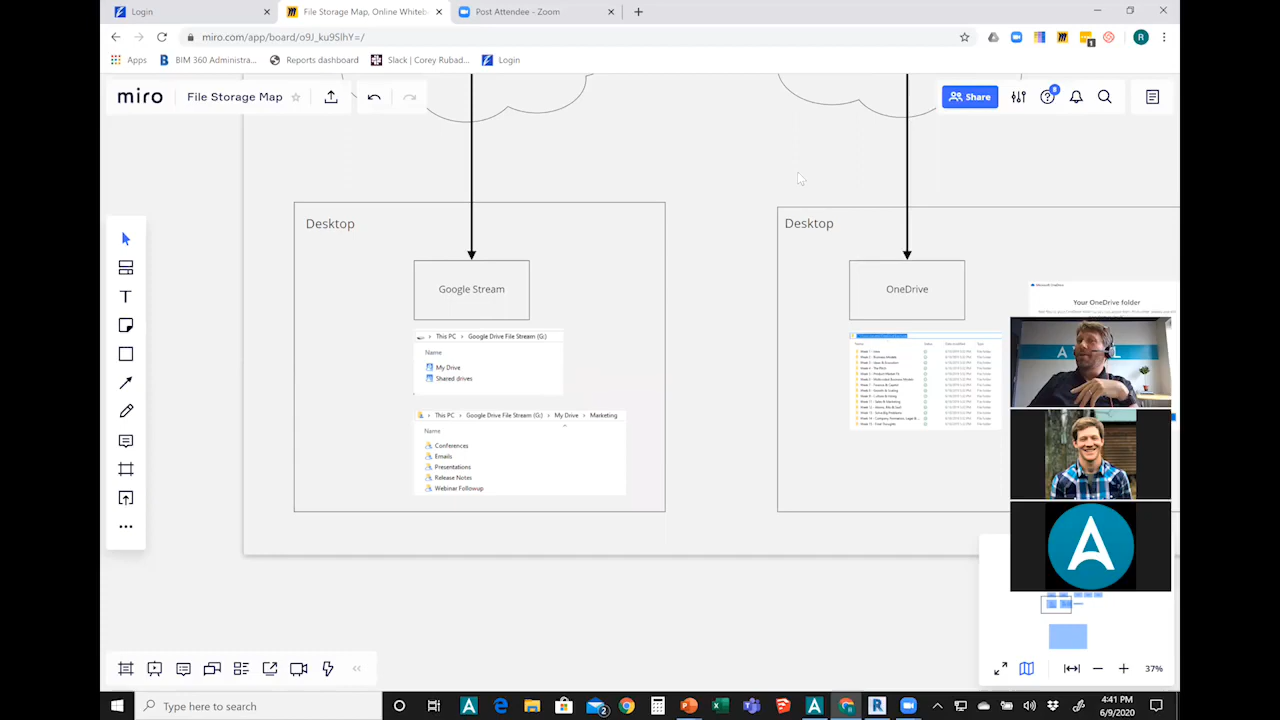 Login
File Storage Map, Online Whiteb
Post Attendee - Zoom
miro.com/app/board/o9J_ku9SlhY=/
Apps
BIM 360 Administra...
Reports dashboard
Slack | Corey Rubad...
Login
1
R
miro
File Storage Map
Share
8
Desktop
Desktop
Google Stream
OneDrive
This PC > Google Drive File Stream (G:)
Name
My Drive
Shared drives
This PC > Google Drive File Stream (G:) > My Drive > Marketing
Name
Conferences
Emails
Presentations
Release Notes
Webinar Followup
Your OneDrive folder
A
A
37%
Type here to search
2
4:41 PM
6/9/2020